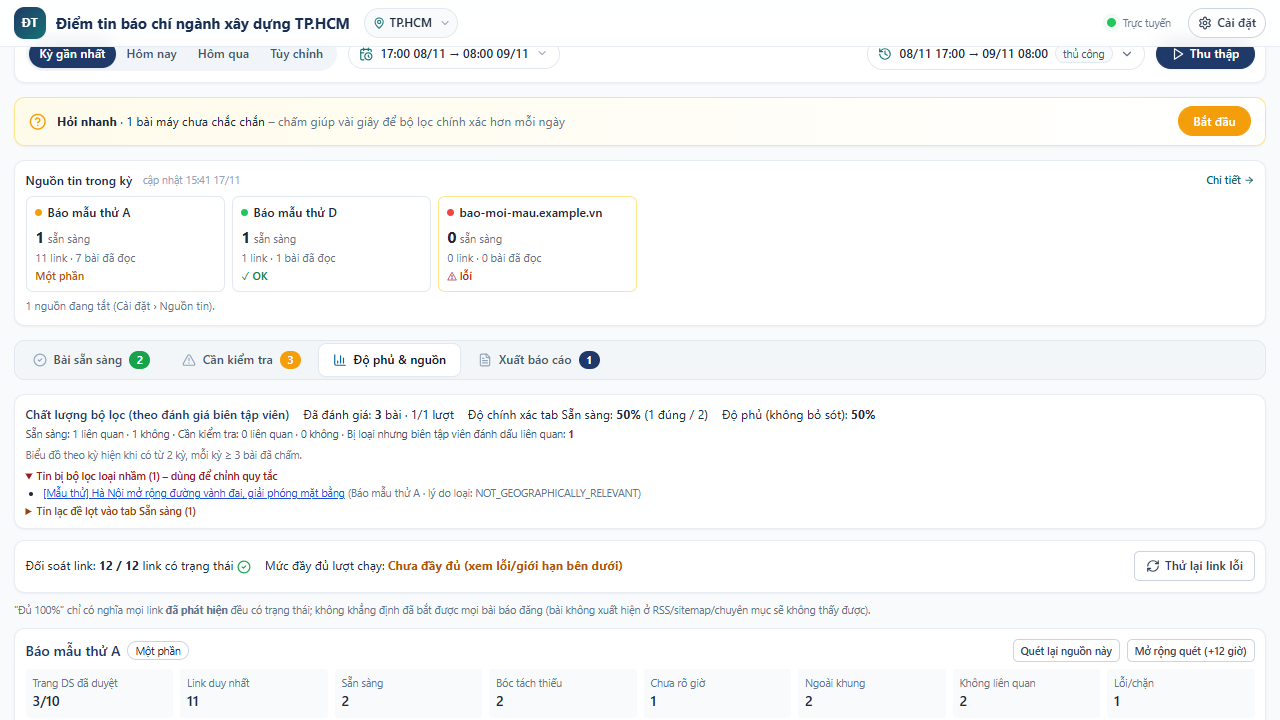 ĐT Điểm tin báo chí ngành xây dựng TP.HCM TP.HCM Trực tuyến Cài đặt
Kỳ gần nhất Hôm nay Hôm qua Tùy chỉnh 17:00 08/11 → 08:00 09/11 08/11 17:00 → 09/11 08:00 thủ công Thu thập
Hỏi nhanh · 1 bài máy chưa chắc chắn – chấm giúp vài giây để bộ lọc chính xác hơn mỗi ngày Bắt đầu
Nguồn tin trong kỳ cập nhật 15:41 17/11 Chi tiết →
Báo mẫu thử A
1 sẵn sàng
11 link · 7 bài đã đọc
Một phần
Báo mẫu thử D
1 sẵn sàng
1 link · 1 bài đã đọc
✓ OK
bao-moi-mau.example.vn
0 sẵn sàng
0 link · 0 bài đã đọc
⚠ lỗi
1 nguồn đang tắt (Cài đặt › Nguồn tin).
Bài sẵn sàng 2 Cần kiểm tra 3 Độ phủ & nguồn Xuất báo cáo 1
Chất lượng bộ lọc (theo đánh giá biên tập viên) Đã đánh giá: 3 bài · 1/1 lượt Độ chính xác tab Sẵn sàng: 50% (1 đúng / 2) Độ phủ (không bỏ sót): 50%
Sẵn sàng: 1 liên quan · 1 không · Cần kiểm tra: 0 liên quan · 0 không · Bị loại nhưng biên tập viên đánh dấu liên quan: 1
Biểu đồ theo kỳ hiện khi có từ 2 kỳ, mỗi kỳ ≥ 3 bài đã chấm.
▼ Tin bị bộ lọc loại nhầm (1) – dùng để chỉnh quy tắc
• [Mẫu thử] Hà Nội mở rộng đường vành đai, giải phóng mặt bằng (Báo mẫu thử A · lý do loại: NOT_GEOGRAPHICALLY_RELEVANT)
▶ Tin lạc đề lọt vào tab Sẵn sàng (1)
Đối soát link: 12 / 12 link có trạng thái Mức đầy đủ lượt chạy: Chưa đầy đủ (xem lỗi/giới hạn bên dưới) Thử lại link lỗi
"Đủ 100%" chỉ có nghĩa mọi link đã phát hiện đều có trạng thái; không khẳng định đã bắt được mọi bài báo đăng (bài không xuất hiện ở RSS/sitemap/chuyên mục sẽ không thấy được).
Báo mẫu thử A Một phần Quét lại nguồn này Mở rộng quét (+12 giờ)
Trang DS đã duyệt Link duy nhất Sẵn sàng Bóc tách thiếu Chưa rõ giờ Ngoài khung Không liên quan Lỗi/chặn
3/10 11 2 2 1 2 2 1